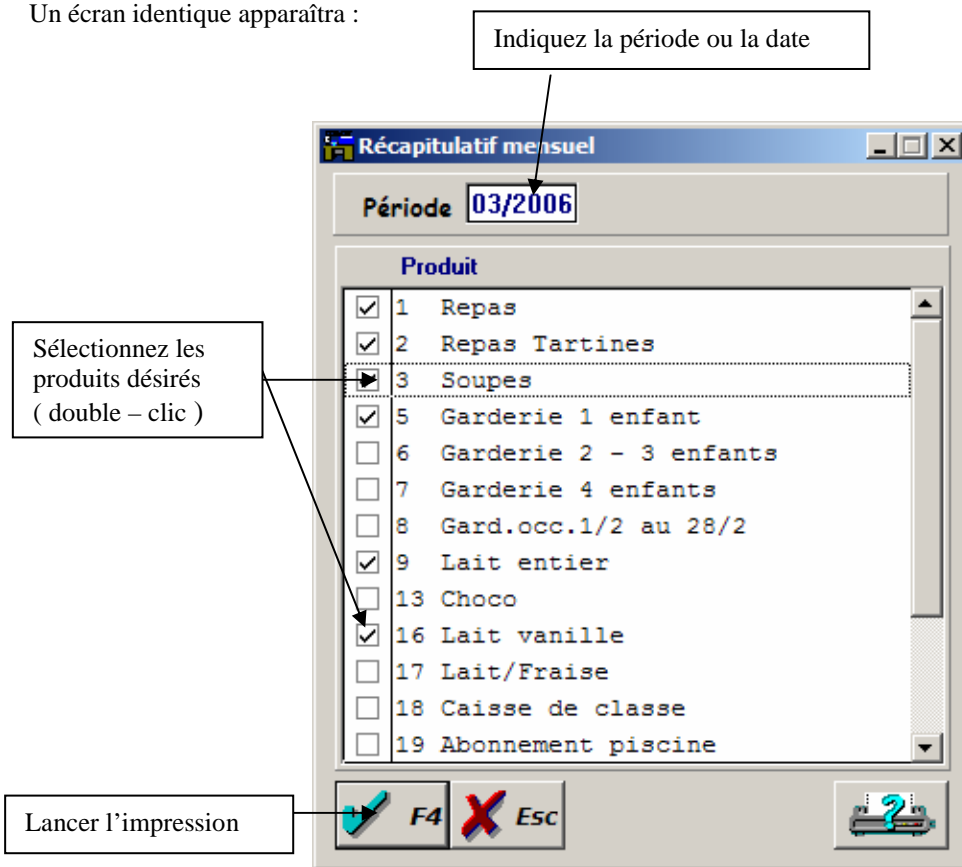 Un écran identique apparaîtra :
Indiquez la période ou la date
Récapitulatif mensuel
Période 03/2006
Produit
1 Repas
2 Repas Tartines
Sélectionnez les
produits désirés
( double – clic )
3 Soupes
5 Garderie 1 enfant
6 Garderie 2 - 3 enfants
7 Garderie 4 enfants
8 Gard.occ.1/2 au 28/2
9 Lait entier
13 Choco
16 Lait vanille
17 Lait/Fraise
18 Caisse de classe
19 Abonnement piscine
Lancer l’impression
F4 Esc ?